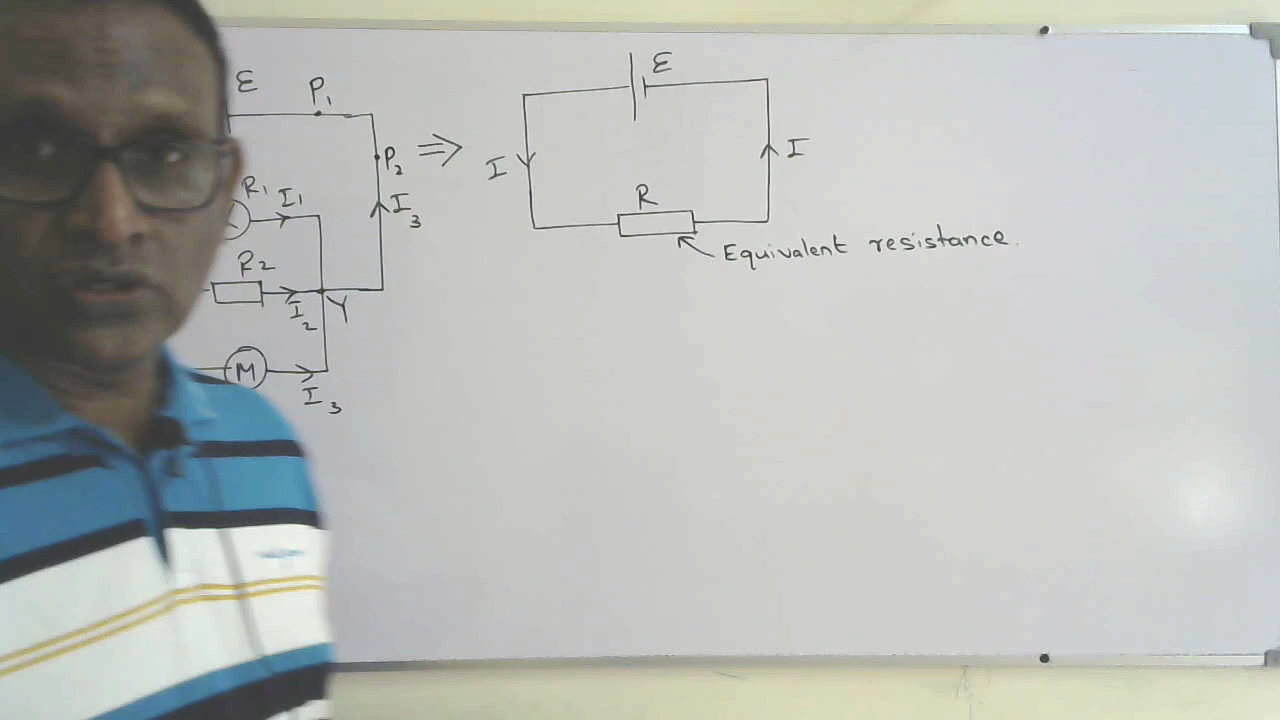 ε P₁
P₂
R₁ I₁
I₃
R₂
I₂ Y
M
I₃
⇒
ε
I I
R
Equivalent resistance.